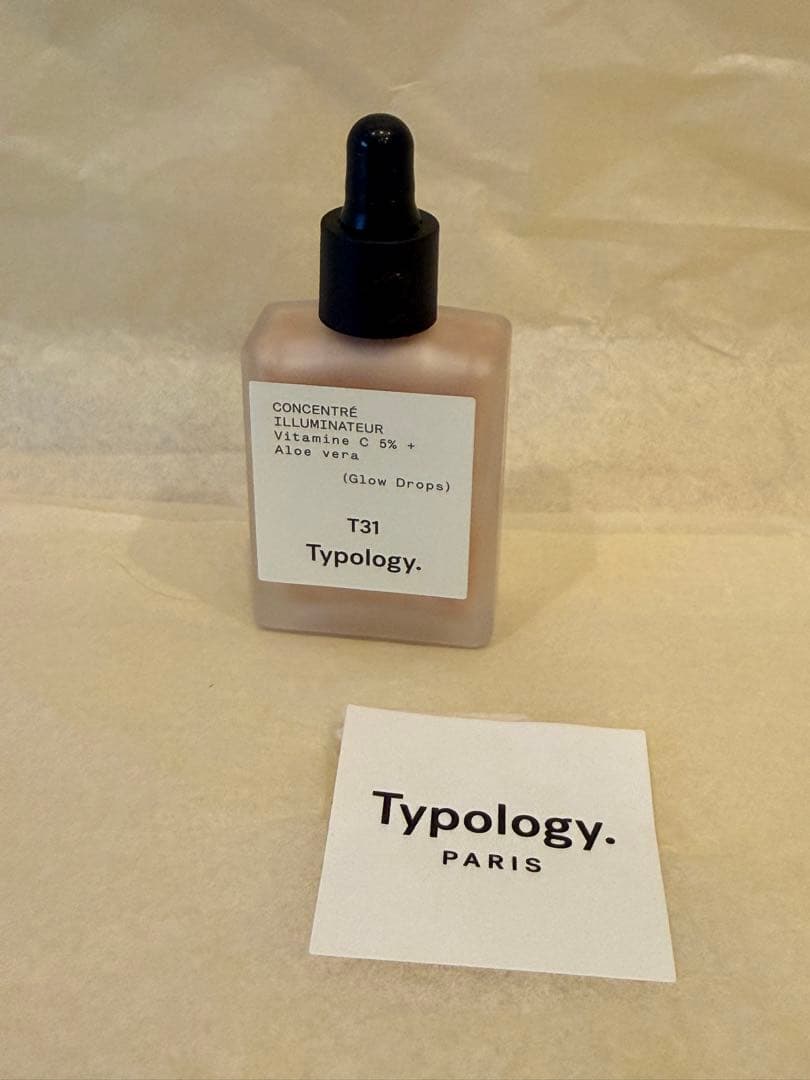 CONCENTRÉ
ILLUMINATEUR
Vitamine C 5% +
Aloe vera
(Glow Drops)
T31
Typology.
Typology.
PARIS